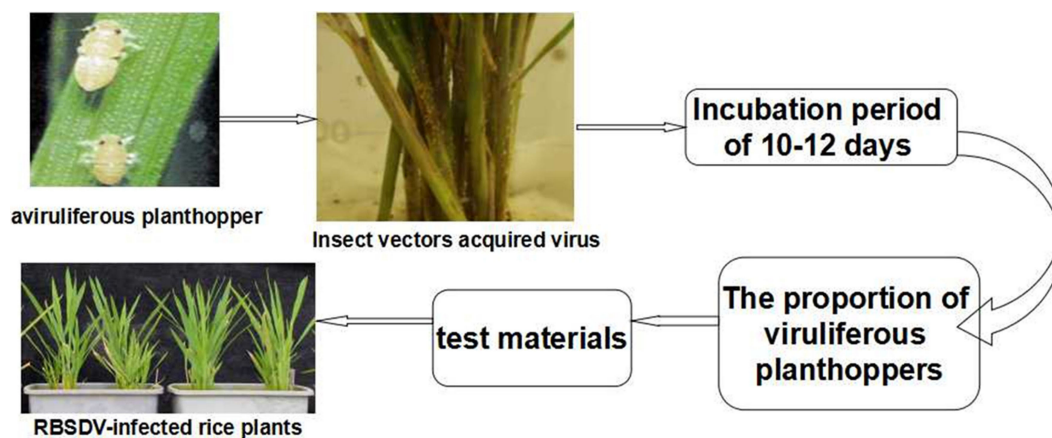 aviruliferous planthopper
Insect vectors acquired virus
Incubation period
of 10-12 days
The proportion of
viruliferous
planthoppers
test materials
RBSDV-infected rice plants